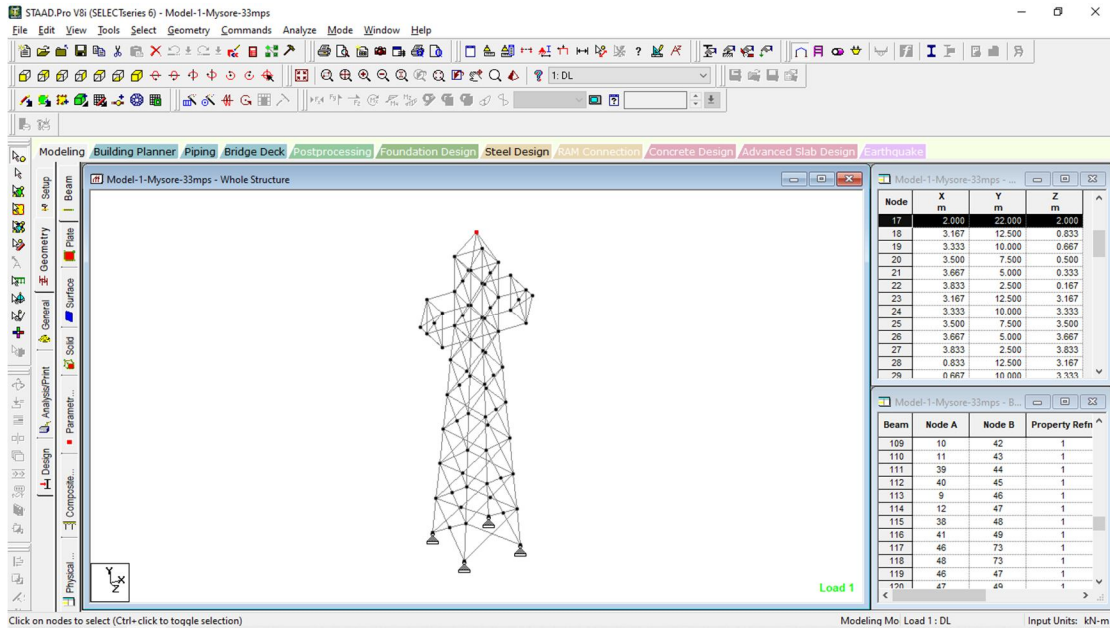 STAAD.Pro V8i (SELECTseries 6) - Model-1-Mysore-33mps
File Edit View Tools Select Geometry Commands Analyze Mode Window Help
1: DL
Modeling Building Planner Piping Bridge Deck Postprocessing Foundation Design Steel Design RAM Connection Concrete Design Advanced Slab Design Earthquake
Setup
Geometry
General
Analysis/Print
Design
Beam
Plate
Surface
Solid
Parametr...
Composite...
Physical ...
Model-1-Mysore-33mps - Whole Structure
Y
X
Z
Load 1
Model-1-Mysore-33mps - ...
Node X m Y m Z m
17 2.000 22.000 2.000
18 3.167 12.500 0.833
19 3.333 10.000 0.667
20 3.500 7.500 0.500
21 3.667 5.000 0.333
22 3.833 2.500 0.167
23 3.167 12.500 3.167
24 3.333 10.000 3.333
25 3.500 7.500 3.500
26 3.667 5.000 3.667
27 3.833 2.500 3.833
28 0.833 12.500 3.167
29 0.667 10.000 3.333
Model-1-Mysore-33mps - B...
Beam Node A Node B Property Refn
109 10 42 1
110 11 43 1
111 39 44 1
112 40 45 1
113 9 46 1
114 12 47 1
115 38 48 1
116 41 49 1
117 46 73 1
118 48 73 1
119 46 47 1
120 47 49 1
Click on nodes to select (Ctrl+click to toggle selection)
Modeling Mo Load 1 : DL Input Units: kN-m